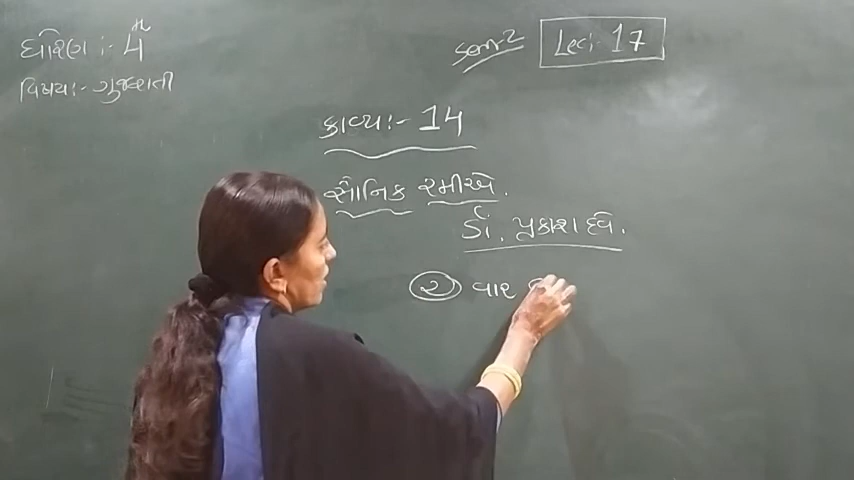 ધોરણ :- 4th
વિષય :- ગુજરાતી
sem-2
Lec :- 17
કાવ્ય :- 14
સૈનિક રમીએ.
ડૉ. પ્રકાશ દવે.
૨ વાર